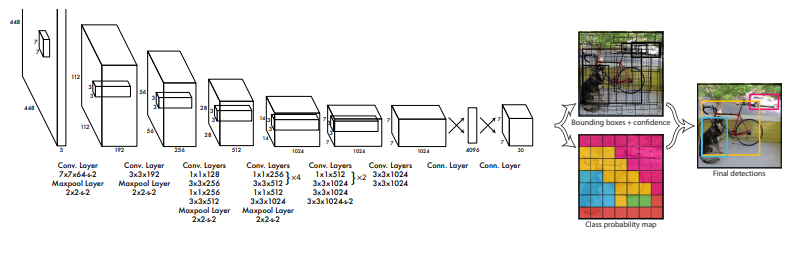 448
448
3
7
7
112
112
192
3
3
56
56
256
3
3
28
28
512
3
3
14
14
1024
3
3
7
7
1024
3
3
7
7
1024
4096
7
7
30
Conv. Layer
7x7x64-s-2
Maxpool Layer
2x2-s-2
Conv. Layer
3x3x192
Maxpool Layer
2x2-s-2
Conv. Layers
1x1x128
3x3x256
1x1x256
3x3x512
Maxpool Layer
2x2-s-2
Conv. Layers
1x1x256
3x3x512
}×4
1x1x512
3x3x1024
Maxpool Layer
2x2-s-2
Conv. Layers
1x1x512
3x3x1024
}×2
3x3x1024
3x3x1024-s-2
Conv. Layers
3x3x1024
3x3x1024
Conn. Layer
Conn. Layer
Bounding boxes + confidence
Class probability map
Final detections